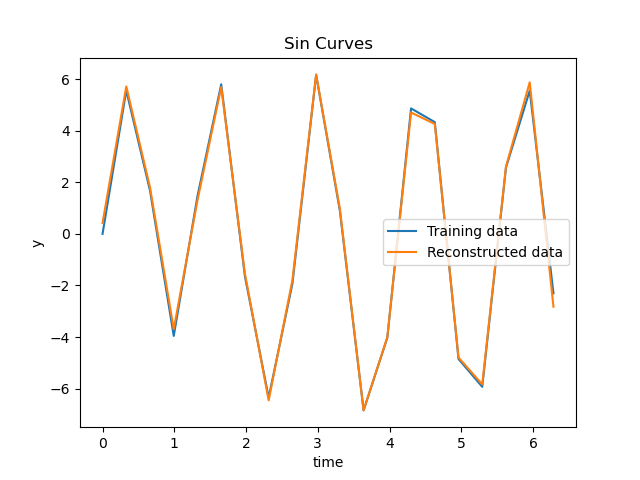 Sin Curves
6
4
2
0
−2
−4
−6
y
Training data
Reconstructed data
0 1 2 3 4 5 6
time